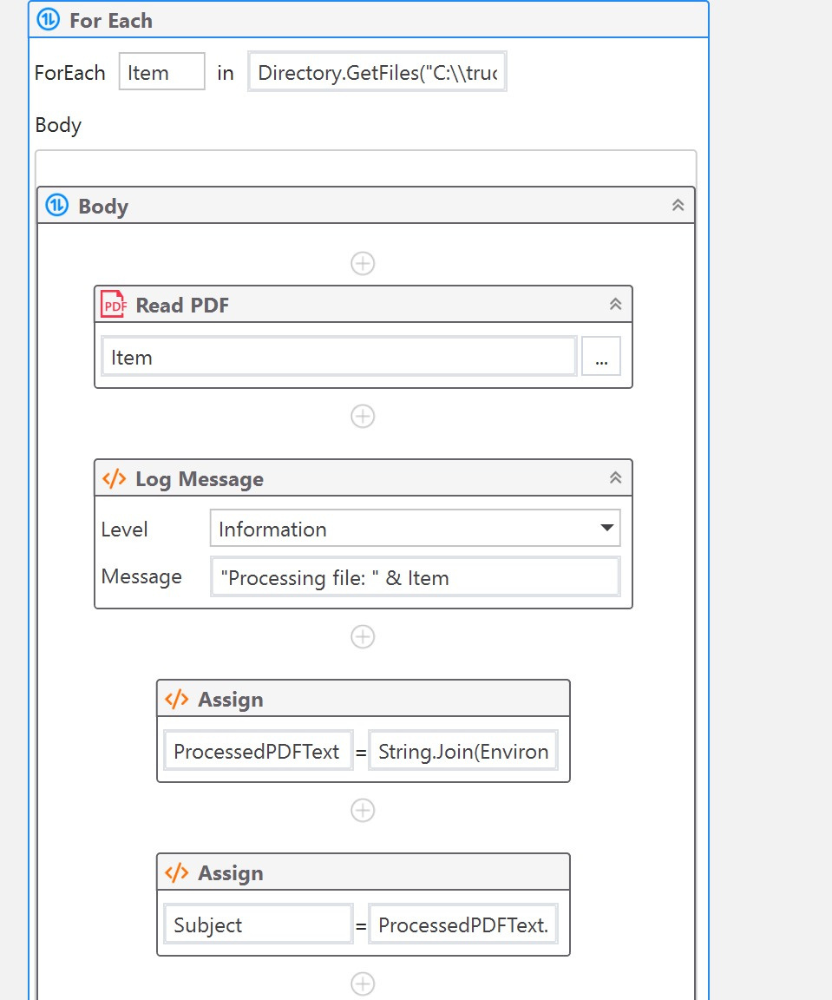 For Each
ForEach Item in Directory.GetFiles("C:\\truc
Body
Body
PDF Read PDF
Item ...
</> Log Message
Level Information
Message "Processing file: " & Item
</> Assign
ProcessedPDFText = String.Join(Environ
</> Assign
Subject = ProcessedPDFText.